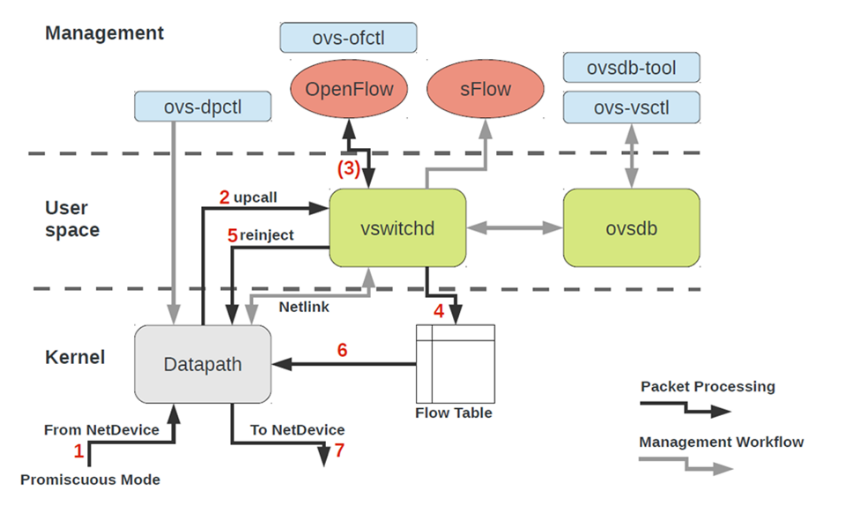 Management
ovs-ofctl
OpenFlow
sFlow
ovsdb-tool
ovs-vsctl
ovs-dpctl
(3)
User
space
2 upcall
5 reinject
vswitchd
ovsdb
Netlink
4
Kernel
Datapath
6
Flow Table
From NetDevice
1
Promiscuous Mode
To NetDevice
7
Packet Processing
Management Workflow